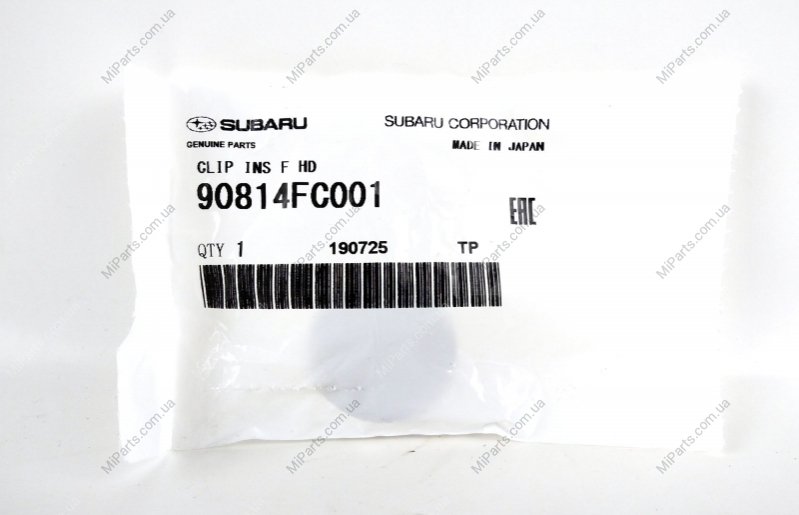 SUBARU SUBARU CORPORATION
GENUINE PARTS MADE IN JAPAN
CLIP INS F HD
90814FC001
EAC
QTY 1 190725 TP
MiParts.com.ua